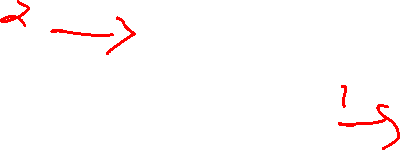 2 →
1 →